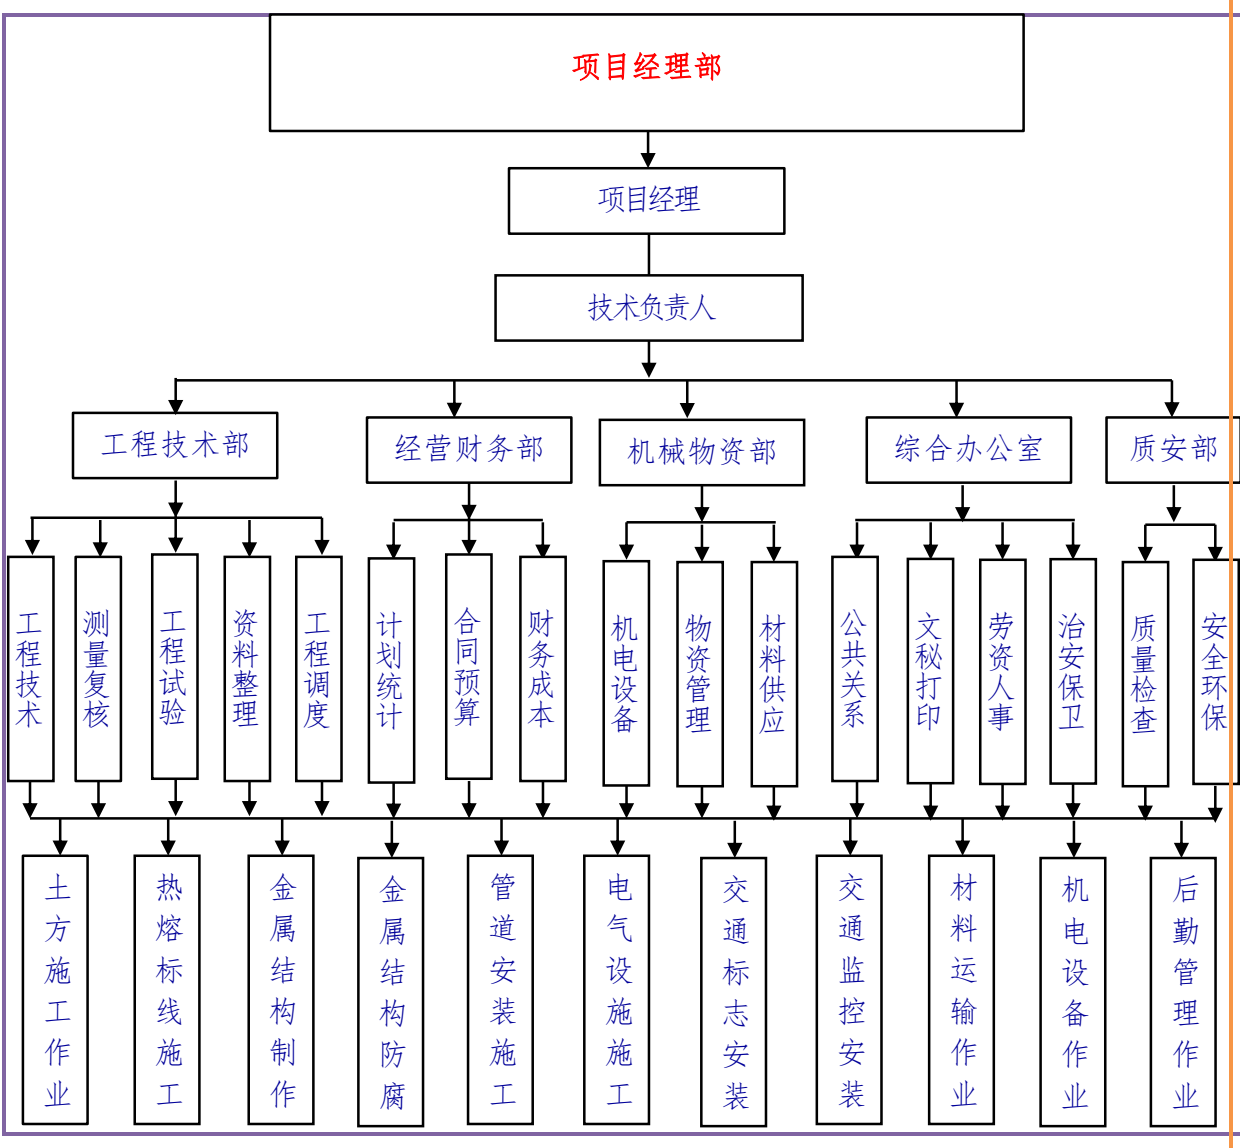 项目经理部
项目经理
技术负责人
工程技术部
经营财务部
机械物资部
综合办公室
质安部
工程技术
测量复核
工程试验
资料整理
工程调度
计划统计
合同预算
财务成本
机电设备
物资管理
材料供应
公共关系
文秘打印
劳资人事
治安保卫
质量检查
安全环保
土方施工作业
热熔标线施工
金属结构制作
金属结构防腐
管道安装施工
电气设施施工
交通标志安装
交通监控安装
材料运输作业
机电设备作业
后勤管理作业